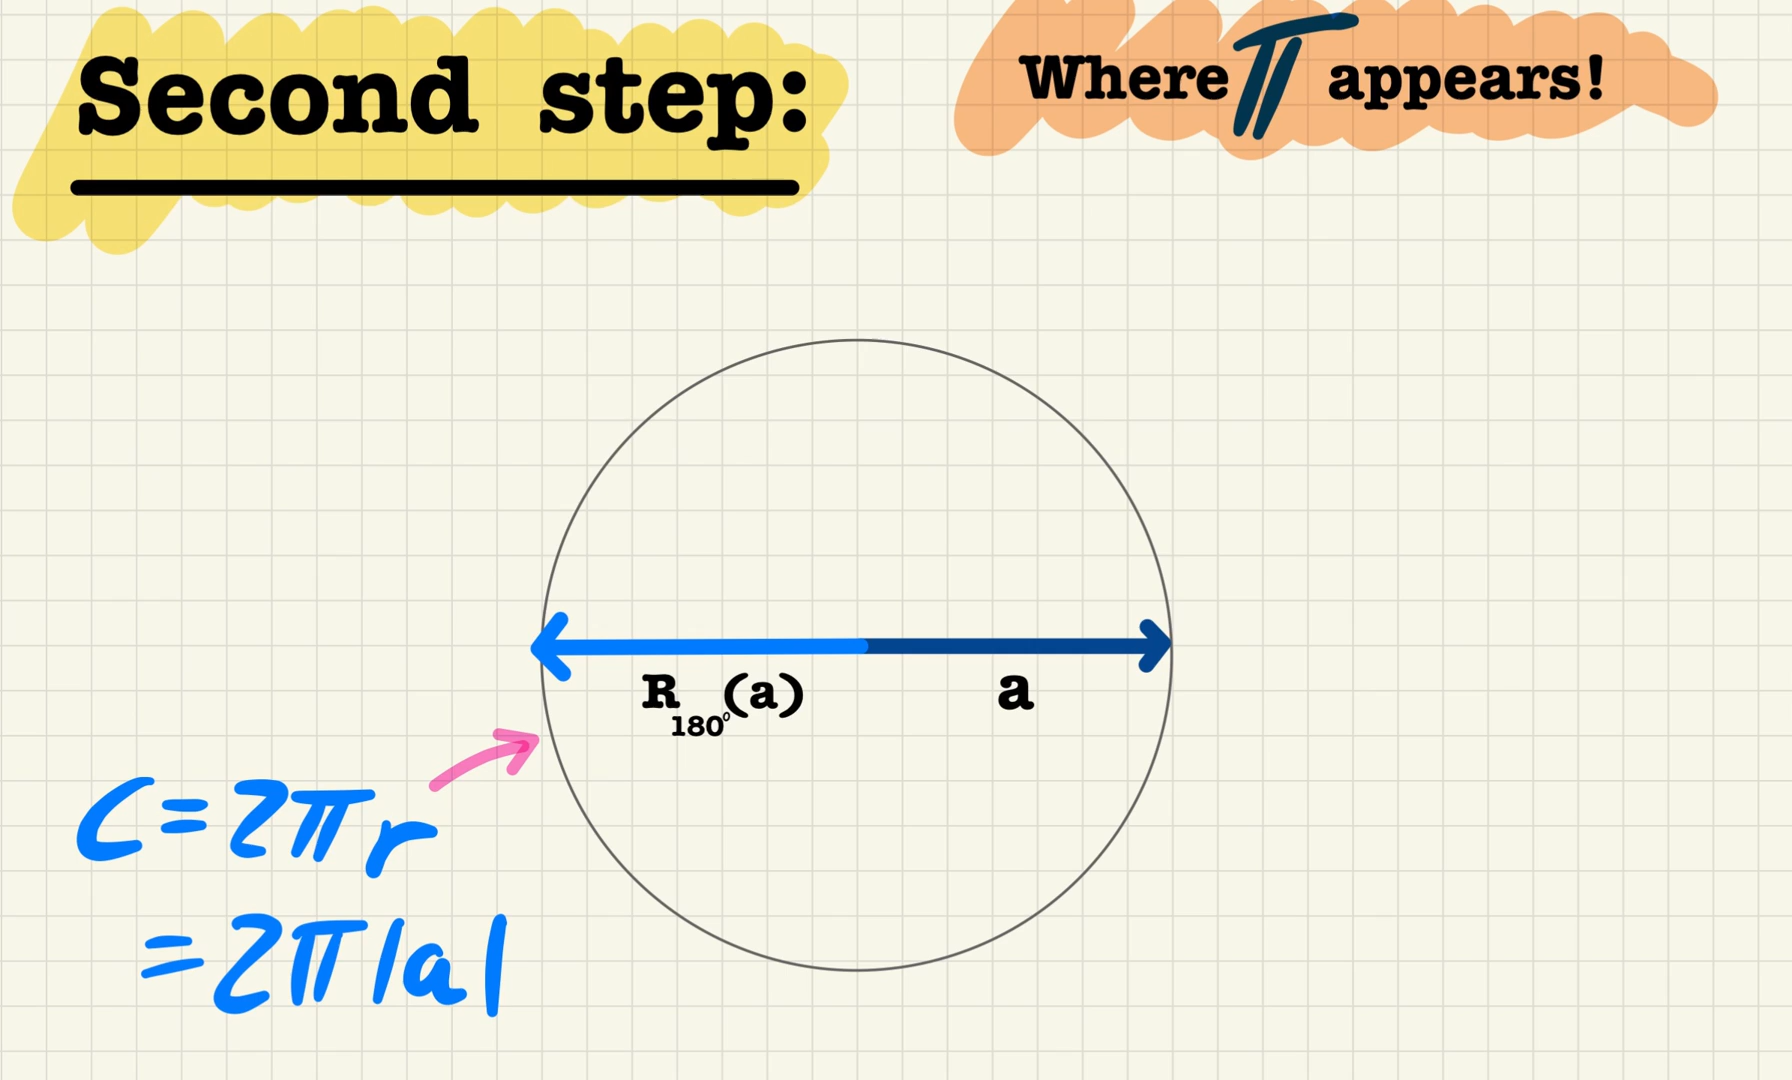 Second step:
Where π appears!
R₁₈₀°(a)
a
C=2πr
=2π|a|